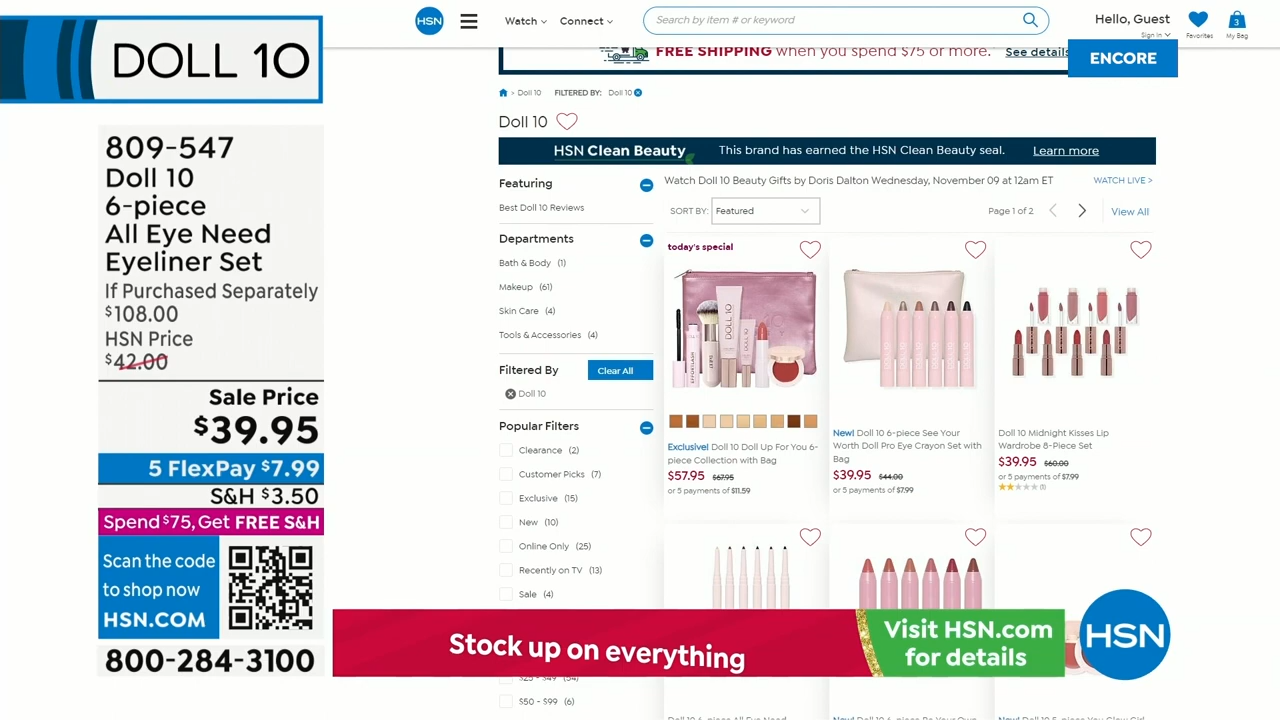 DOLL 10
809-547
Doll 10
6-piece
All Eye Need
Eyeliner Set
If Purchased Separately
$108.00
HSN Price
$42.00
Sale Price
$39.95
5 FlexPay $7.99
S&H $3.50
Spend $75, Get FREE S&H
Scan the code
to shop now
HSN.COM
800-284-3100
HSN
Watch
Connect
Search by item # or keyword
Hello, Guest
Sign in
Favorites
3
My Bag
FREE SHIPPING when you spend $75 or more. See details
ENCORE
> Doll 10 FILTERED BY: Doll 10
Doll 10
HSN Clean Beauty This brand has earned the HSN Clean Beauty seal. Learn more
Featuring
Best Doll 10 Reviews
Departments
Bath & Body (1)
Makeup (61)
Skin Care (4)
Tools & Accessories (4)
Filtered By
Clear All
Doll 10
Popular Filters
Clearance (2)
Customer Picks (7)
Exclusive (15)
New (10)
Online Only (25)
Recently on TV (13)
Sale (4)
$25 - $49 (54)
$50 - $99 (6)
Watch Doll 10 Beauty Gifts by Doris Dalton Wednesday, November 09 at 12am ET WATCH LIVE >
SORT BY: Featured
Page 1 of 2
View All
today's special
DOLL 10
Exclusive! Doll 10 Doll Up For You 6-
piece Collection with Bag
$57.95 $67.95
or 5 payments of $11.59
New! Doll 10 6-piece See Your
Worth Doll Pro Eye Crayon Set with
Bag
$39.95 $44.00
or 5 payments of $7.99
Doll 10 Midnight Kisses Lip
Wardrobe 8-Piece Set
$39.95 $60.00
or 5 payments of $7.99
Stock up on everything
Visit HSN.com
for details
HSN